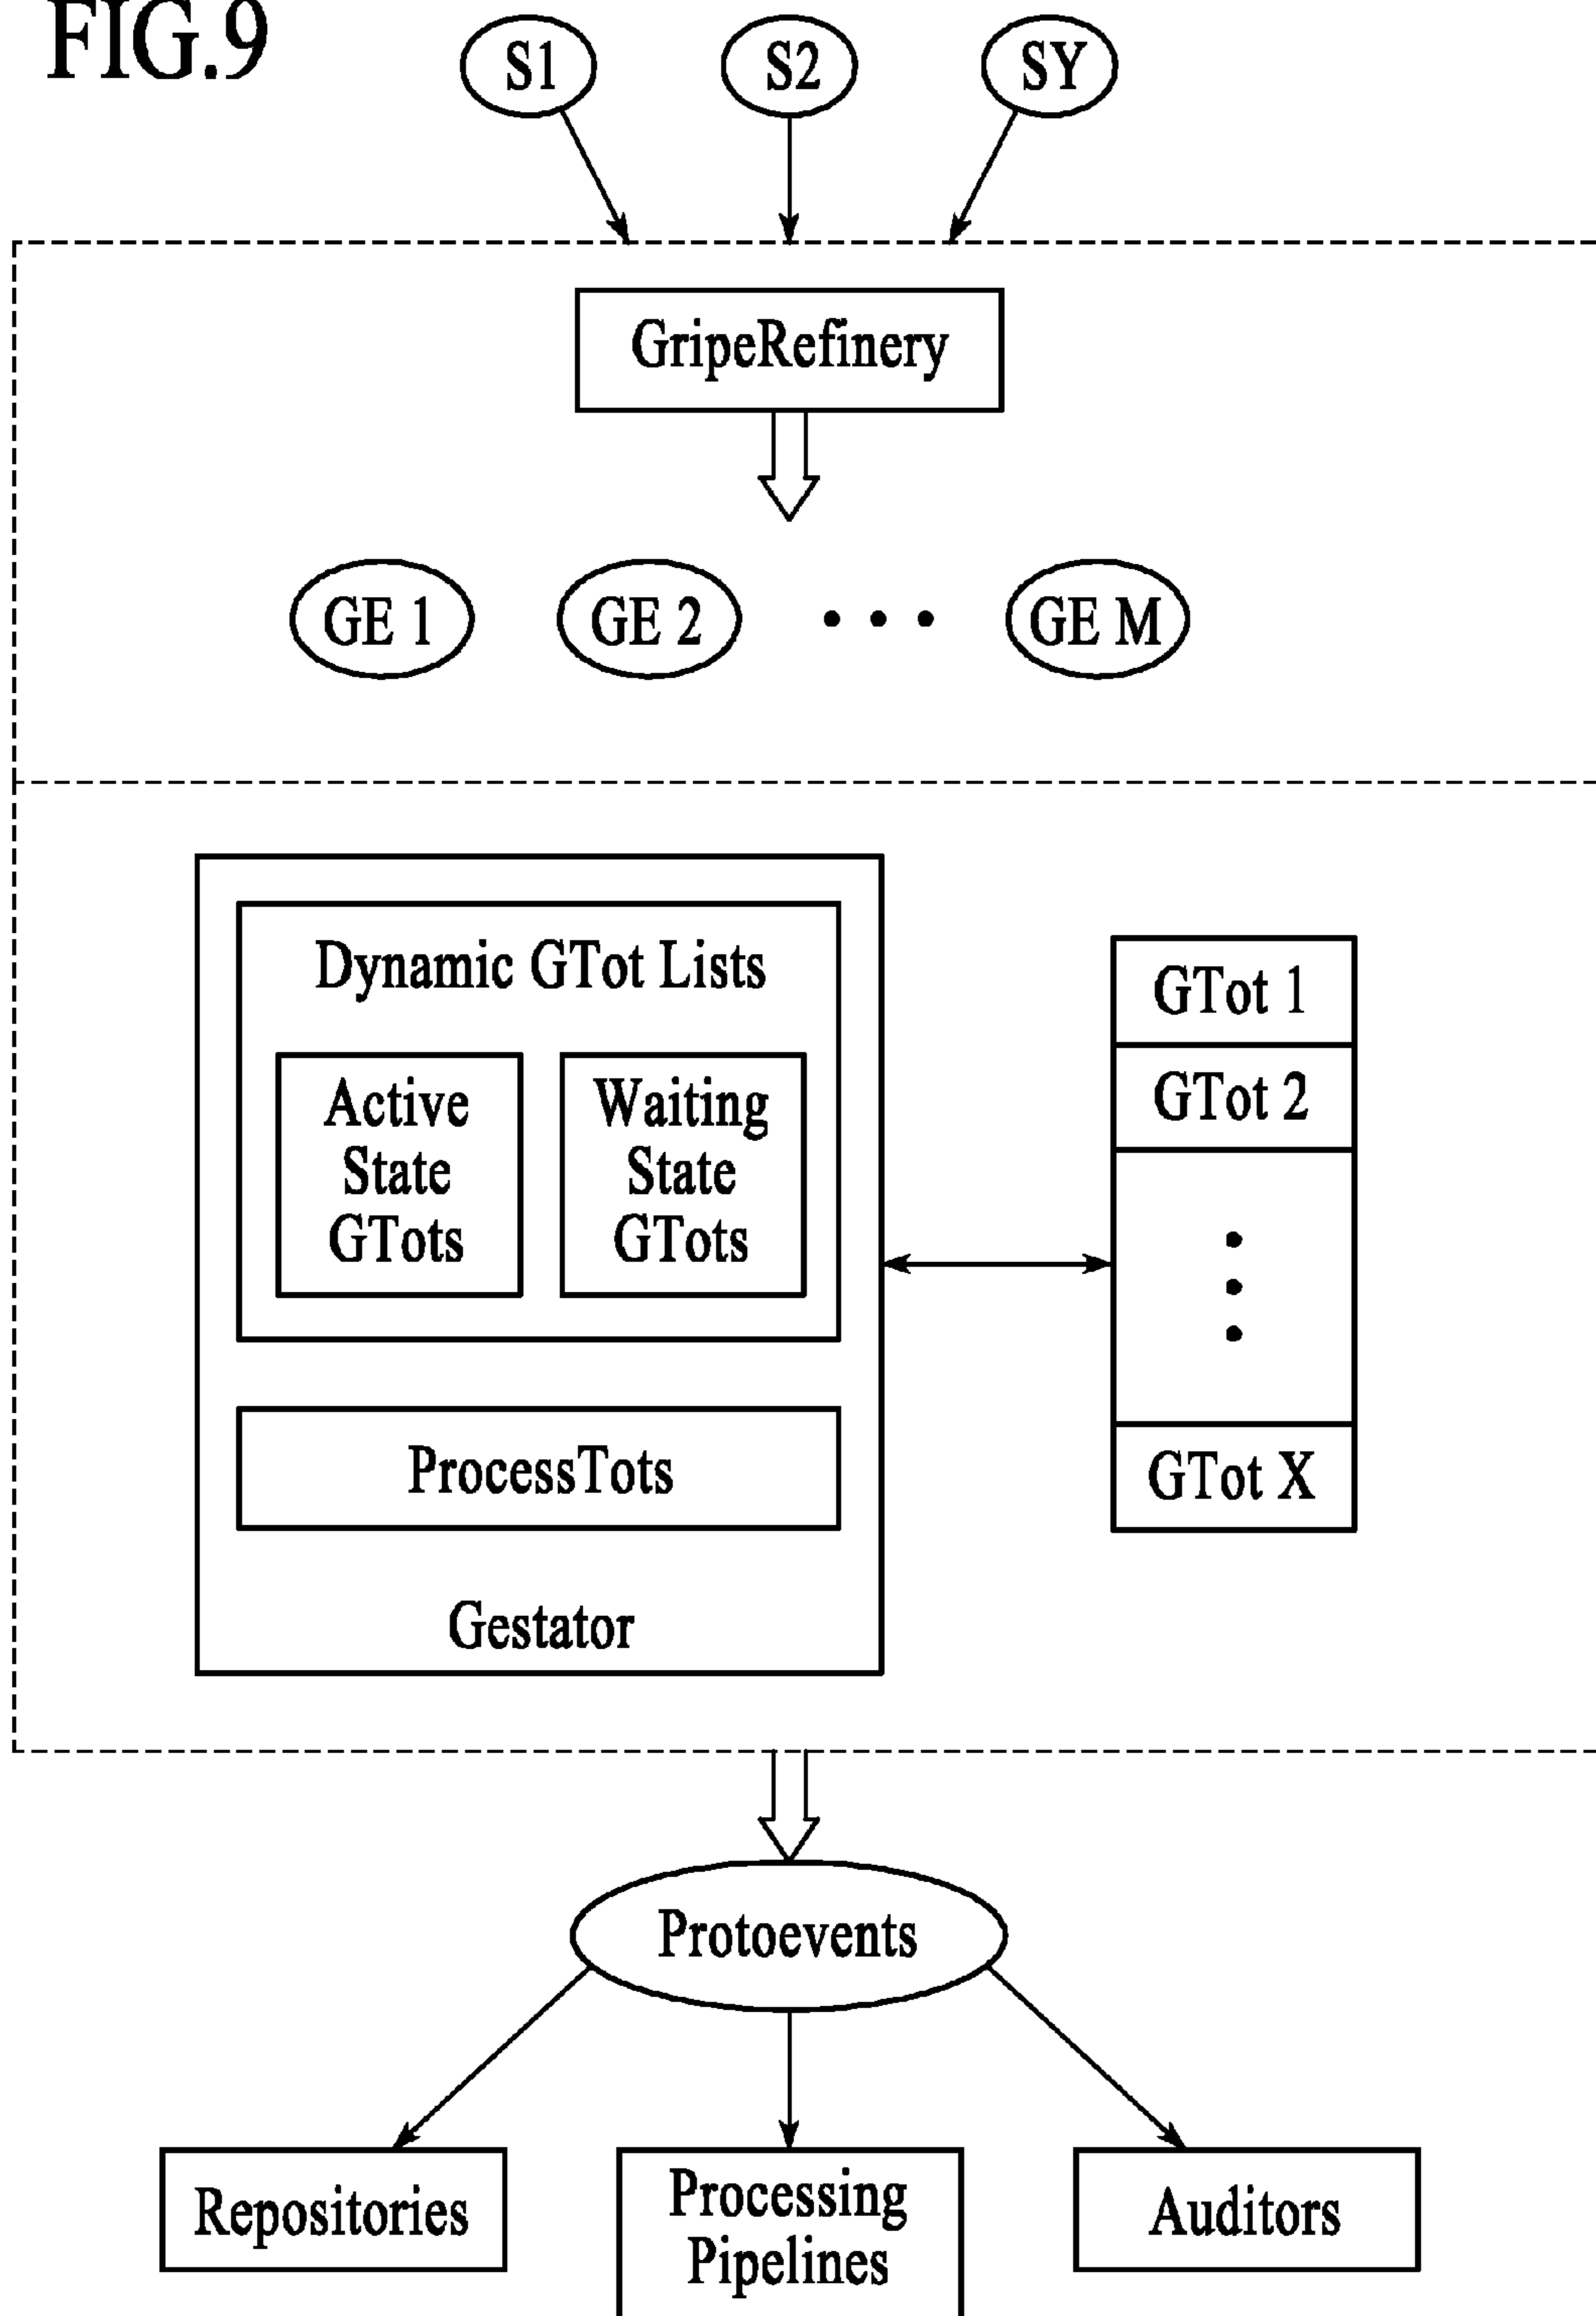 FIG.9
S1
S2
SY
GripeRefinery
GE 1
GE 2
• • •
GE M
Dynamic GTot Lists
Active
State
GTots
Waiting
State
GTots
ProcessTots
Gestator
GTot 1
GTot 2
GTot X
Protoevents
Repositories
Processing
Pipelines
Auditors